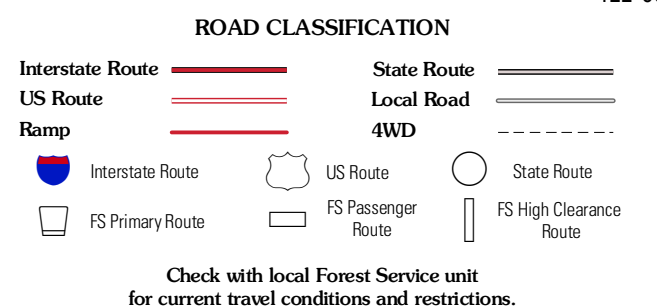 ROAD CLASSIFICATION
Interstate Route
State Route
US Route
Local Road
Ramp
4WD
Interstate Route
US Route
State Route
FS Primary Route
FS Passenger
Route
FS High Clearance
Route
Check with local Forest Service unit
for current travel conditions and restrictions.